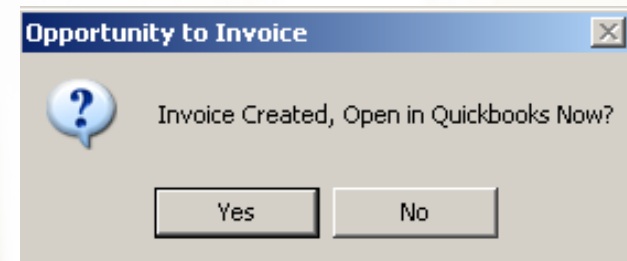 Opportunity to Invoice
Invoice Created, Open in Quickbooks Now?
Yes No